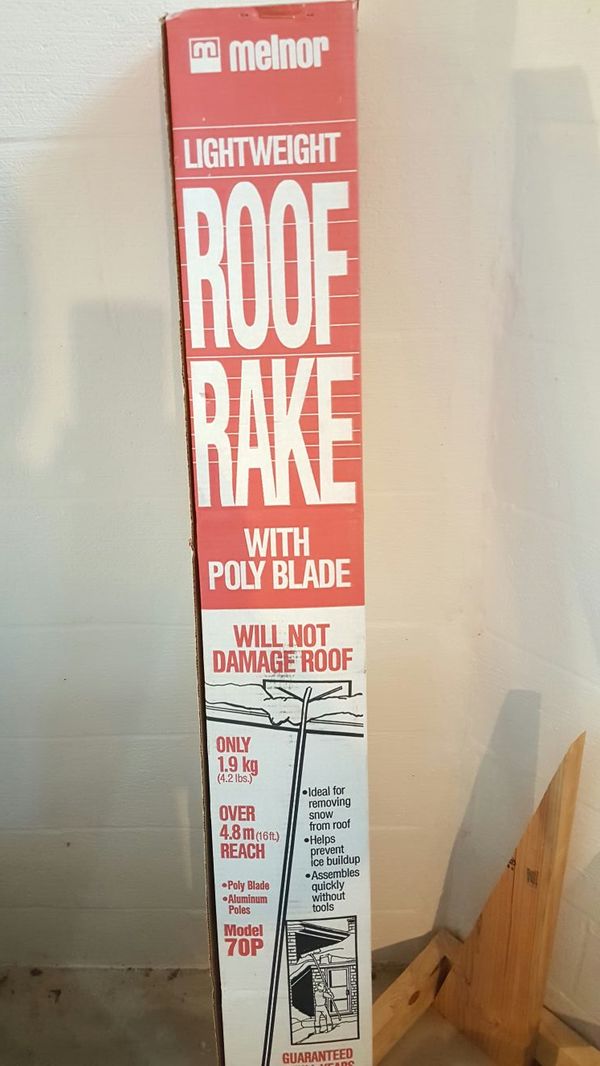 melnor
LIGHTWEIGHT
ROOF
RAKE
WITH
POLY BLADE
WILL NOT
DAMAGE ROOF
ONLY
1.9 kg
(4.2 lbs.)
OVER
4.8 m (16 ft.)
REACH
•Poly Blade
•Aluminum
Poles
Model
70P
•Ideal for
removing
snow
from roof
•Helps
prevent
ice buildup
•Assembles
quickly
without
tools
GUARANTEED
YEARS